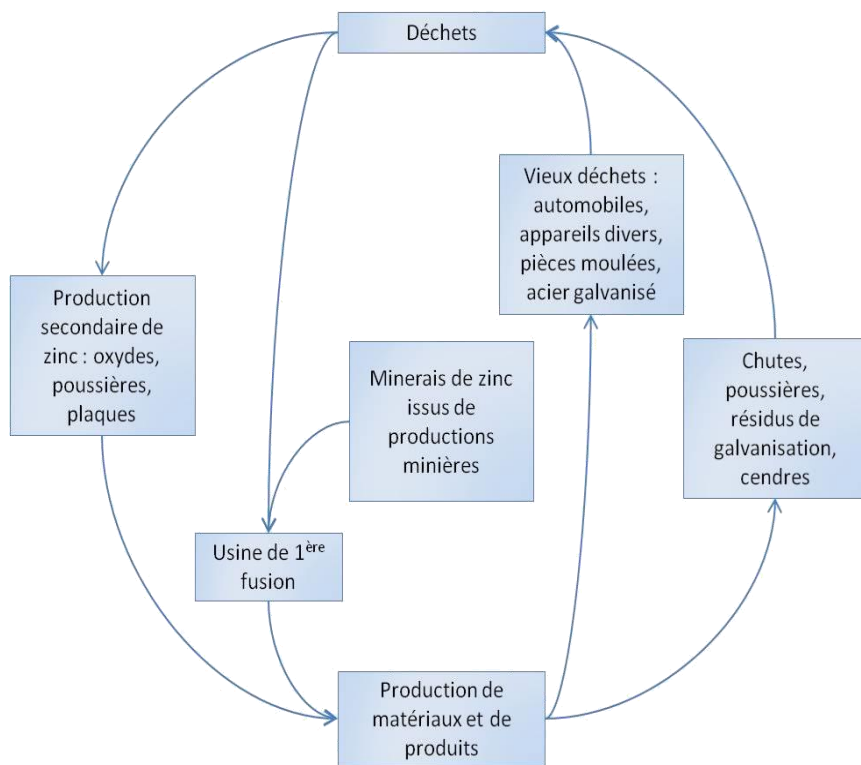 Déchets
Vieux déchets :
automobiles,
appareils divers,
pièces moulées,
acier galvanisé
Production
secondaire de
zinc : oxydes,
poussières,
plaques
Minerais de zinc
issus de
productions
minières
Chutes,
poussières,
résidus de
galvanisation,
cendres
Usine de 1ère
fusion
Production de
matériaux et de
produits